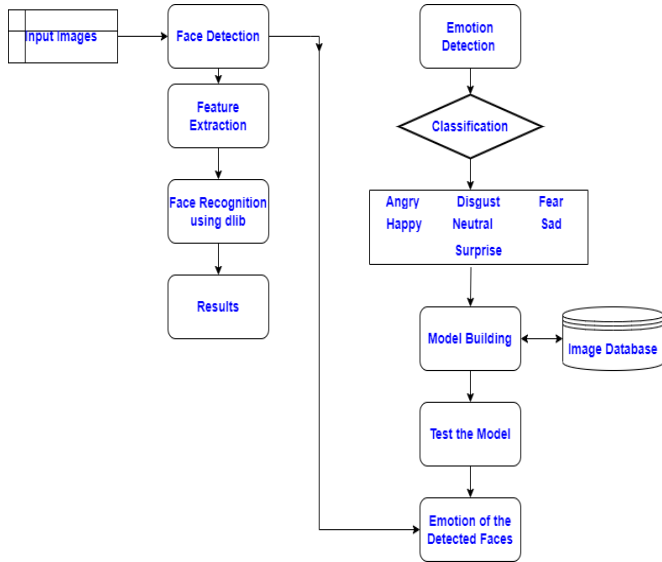 Input Images
Face Detection
Feature
Extraction
Face Recognition
using dlib
Results
Emotion
Detection
Classification
Angry Disgust Fear
Happy Neutral Sad
Surprise
Model Building
Image Database
Test the Model
Emotion of the
Detected Faces